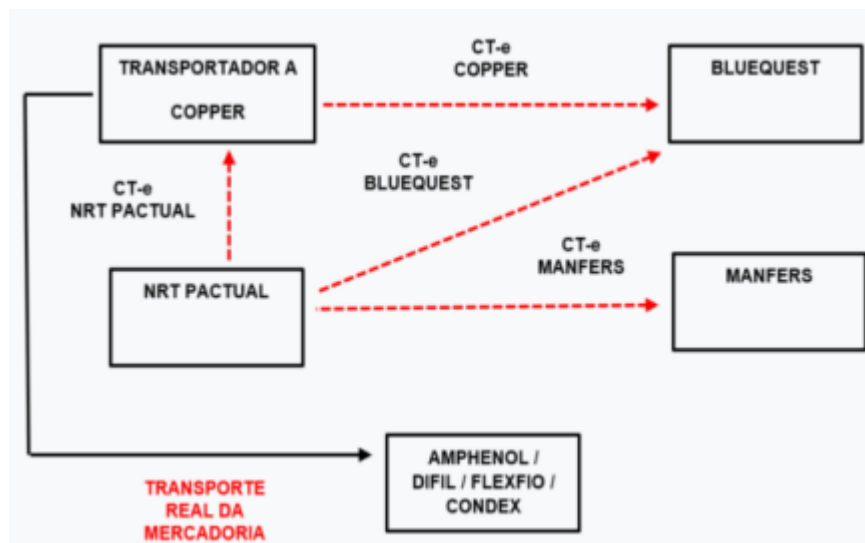 TRANSPORTADOR A
COPPER
CT-e
COPPER
BLUEQUEST
CT-e
BLUEQUEST
CT-e
NRT PACTUAL
CT-e
MANFERS
NRT PACTUAL
MANFERS
AMPHENOL /
DIFIL / FLEXFIO /
CONDEX
TRANSPORTE
REAL DA
MERCADORIA